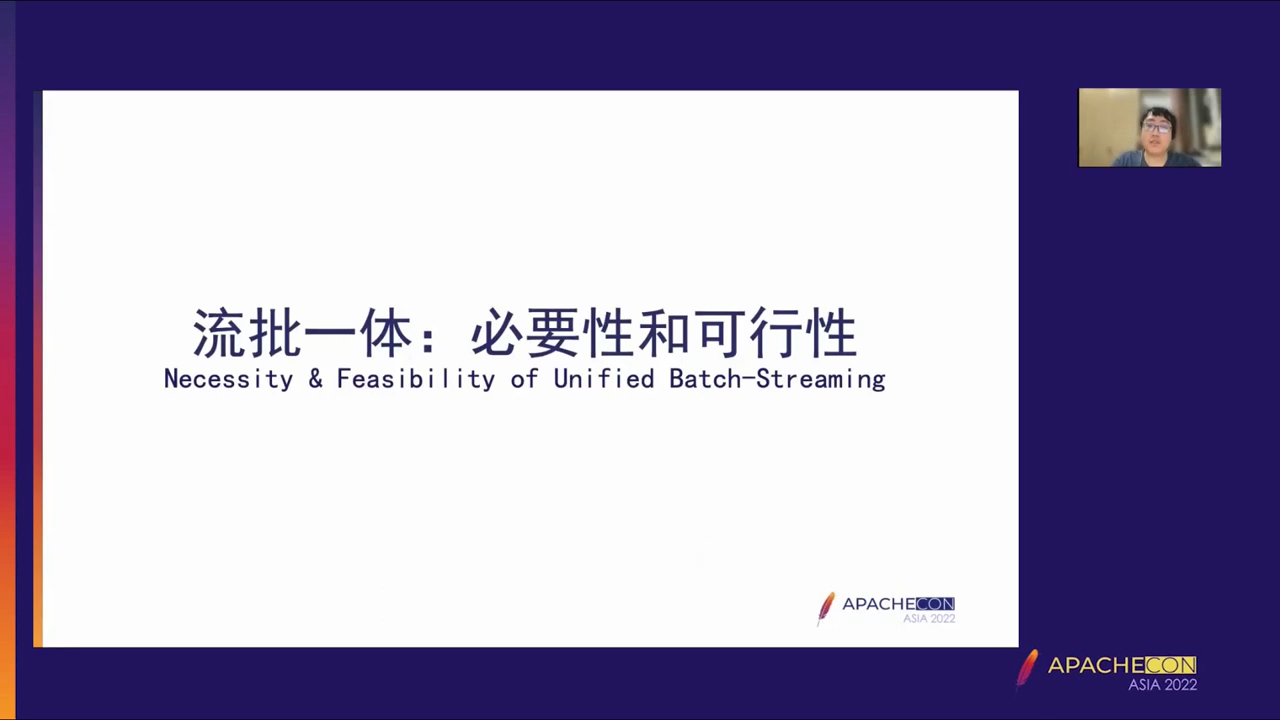 流批一体：必要性和可行性
Necessity & Feasibility of Unified Batch-Streaming
APACHECON
ASIA 2022
APACHECON
ASIA 2022